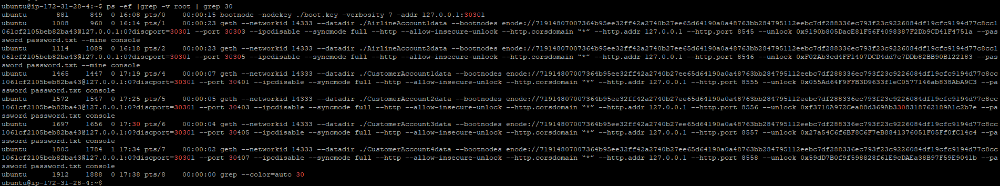 ubuntu@ip-172-31-28-4:~$ ps -ef |grep -v root | grep 30
ubuntu       881     849  0 16:08 pts/0    00:00:15 bootnode -nodekey ./boot.key -verbosity 7 -addr 127.0.0.1:30301
ubuntu      1008     960  0 16:14 pts/1    00:00:23 geth --networkid 14333 --datadir ./AirlineAccount1data --bootnodes enode://71914807007364b95ee32ff42a2740b27ee65d64190a0a48763bb284795112eebc7df288336ec793f23c9226084df19cfc9194d77c8cc1
061cf2105beb82ba43@127.0.0.1:0?discport=30301 --port 30303 --ipcdisable --syncmode full --http --allow-insecure-unlock --http.corsdomain “*” --http.addr 127.0.0.1 --http.port 8545 --unlock 0x9190b805DacE81F56F4098387F2Db9CD41F4751a --pas
sword password.txt --mine console
ubuntu      1114    1089  0 16:18 pts/2    00:00:23 geth --networkid 14333 --datadir ./AirlineAccount2data --bootnodes enode://71914807007364b95ee32ff42a2740b27ee65d64190a0a48763bb284795112eebc7df288336ec793f23c9226084df19cfc9194d77c8cc1
061cf2105beb82ba43@127.0.0.1:0?discport=30301 --port 30305 --ipcdisable --syncmode full --http --allow-insecure-unlock --http.corsdomain “*” --http.addr 127.0.0.1 --http.port 8546 --unlock 0xF02Ab3cd4FF1407DCD4dd7e7DDb82BB90B122183 --pas
sword password.txt --mine console
ubuntu      1465    1447  0 17:19 pts/4    00:00:07 geth --networkid 14333 --datadir ./CustomerAccount1data --bootnodes enode://71914807007364b95ee32ff42a2740b27ee65d64190a0a48763bb284795112eebc7df288336ec793f23c9226084df19cfc9194d77c8cc
1061cf2105beb82ba43@127.0.0.1:0?discport=30301 --port 30401 --ipcdisable --syncmode full --http --allow-insecure-unlock --http.corsdomain “*” --http.addr 127.0.0.1 --http.port 8555 --unlock 0x055Ad64F9FFB3D9633f1eC0577146ab838AbA9C3 --pa
ssword password.txt console
ubuntu      1572    1547  0 17:25 pts/5    00:00:05 geth --networkid 14333 --datadir ./CustomerAccount2data --bootnodes enode://71914807007364b95ee32ff42a2740b27ee65d64190a0a48763bb284795112eebc7df288336ec793f23c9226084df19cfc9194d77c8cc
1061cf2105beb82ba43@127.0.0.1:0?discport=30301 --port 30403 --ipcdisable --syncmode full --http --allow-insecure-unlock --http.corsdomain “*” --http.addr 127.0.0.1 --http.port 8556 --unlock 0xf3710A972Cea88d369Ab3308318762189A1c2b7e --pa
ssword password.txt console
ubuntu      1697    1656  0 17:30 pts/6    00:00:04 geth --networkid 14333 --datadir ./CustomerAccount3data --bootnodes enode://71914807007364b95ee32ff42a2740b27ee65d64190a0a48763bb284795112eebc7df288336ec793f23c9226084df19cfc9194d77c8cc
1061cf2105beb82ba43@127.0.0.1:0?discport=30301 --port 30405 --ipcdisable --syncmode full --http --allow-insecure-unlock --http.corsdomain “*” --http.addr 127.0.0.1 --http.port 8557 --unlock 0x27a54C6f6BF8C6F7eB8841376051F05Ff0fC14c4 --pa
ssword password.txt console
ubuntu      1805    1784  1 17:34 pts/7    00:00:02 geth --networkid 14333 --datadir ./CustomerAccount4data --bootnodes enode://71914807007364b95ee32ff42a2740b27ee65d64190a0a48763bb284795112eebc7df288336ec793f23c9226084df19cfc9194d77c8cc
1061cf2105beb82ba43@127.0.0.1:0?discport=30301 --port 30407 --ipcdisable --syncmode full --http --allow-insecure-unlock --http.corsdomain “*” --http.addr 127.0.0.1 --http.port 8558 --unlock 0x59dD7B0f9f598828f61E9cDAEa38B97F59E9041b --pa
ssword password.txt console
ubuntu      1912    1888  0 17:38 pts/8    00:00:00 grep --color=auto 30
ubuntu@ip-172-31-28-4:~$